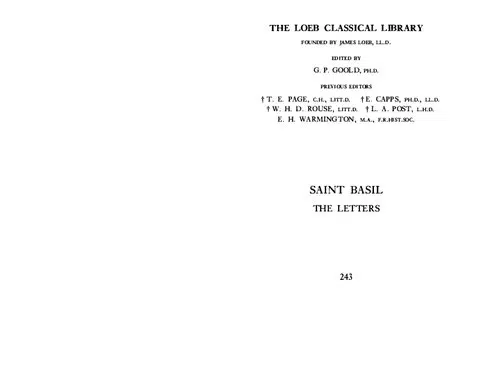 THE LOEB CLASSICAL LIBRARY
FOUNDED BY JAMES LOEB, LL.D.
EDITED BY
G. P. GOOLD, PH.D.
PREVIOUS EDITORS
† T. E. PAGE, C.H., LITT.D. † E. CAPPS, PH.D., LL.D.
† W. H. D. ROUSE, LITT.D. † L. A. POST, L.H.D.
E. H. WARMINGTON, M.A., F.R.HIST.SOC.
SAINT BASIL
THE LETTERS
243